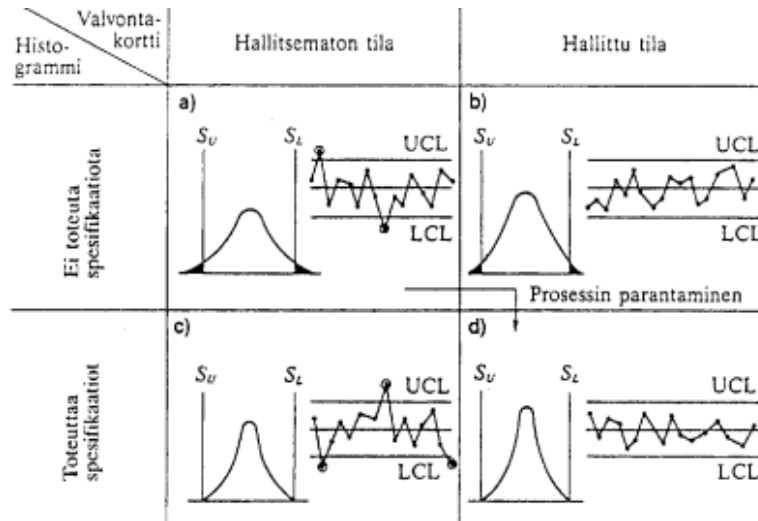 Valvonta-
kortti
Histo-
grammi
Hallitsematon tila
Hallittu tila
Ei toteuta
spesifikaatiota
a)
S_U
S_L
UCL
LCL
b)
S_U
S_L
UCL
LCL
Prosessin parantaminen
Toteuttaa
spesifikaatiot
c)
S_U
S_L
UCL
LCL
d)
S_U
S_L
UCL
LCL